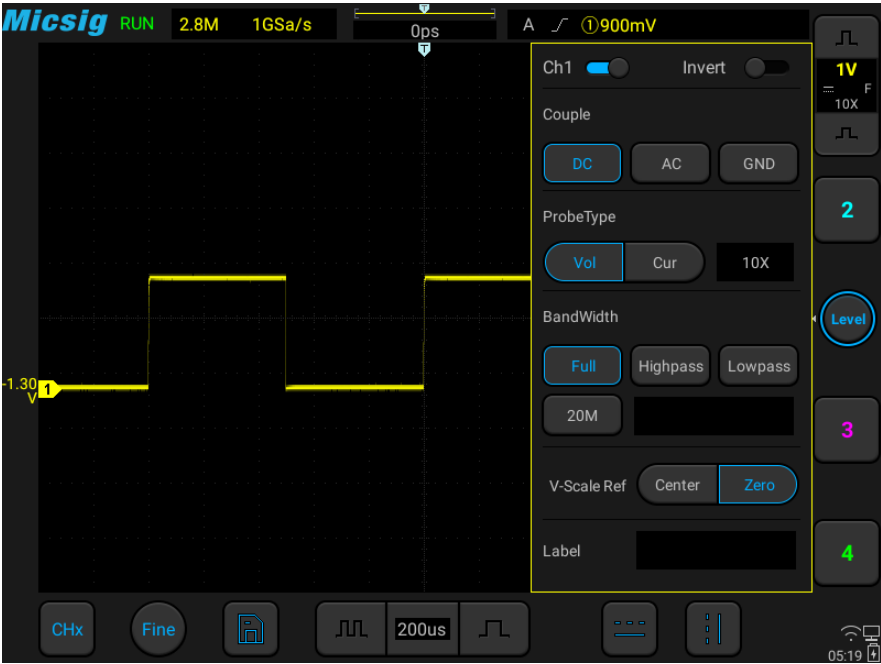 Micsig RUN 2.8M 1GSa/s T 0ps A ①900mV
T
Ch1 Invert
1V
F
10X
Couple
DC AC GND
2
ProbeType
Vol Cur 10X
BandWidth
Level
Full Highpass Lowpass
-1.30 1
V
20M
3
V-Scale Ref Center Zero
Label
4
CHx Fine 200us
05:19